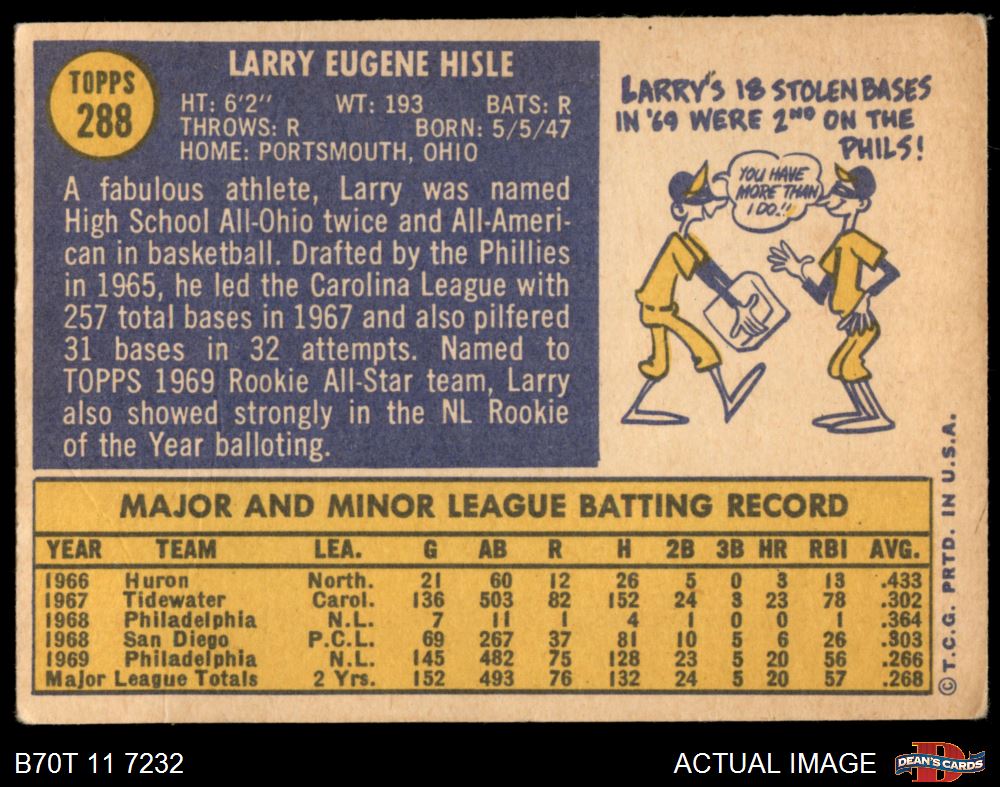 TOPPS
288
LARRY EUGENE HISLE
HT: 6'2" WT: 193 BATS: R
THROWS: R BORN: 5/5/47
HOME: PORTSMOUTH, OHIO
A fabulous athlete, Larry was named
High School All-Ohio twice and All-Ameri-
can in basketball. Drafted by the Phillies
in 1965, he led the Carolina League with
257 total bases in 1967 and also pilfered
31 bases in 32 attempts. Named to
TOPPS 1969 Rookie All-Star team, Larry
also showed strongly in the NL Rookie
of the Year balloting.
LARRY'S 18 STOLEN BASES
IN '69 WERE 2ND ON THE
PHILS!
YOU HAVE
MORE THAN
I DO!!
MAJOR AND MINOR LEAGUE BATTING RECORD
YEAR TEAM LEA. G AB R H 2B 3B HR RBI AVG.
1966 Huron North. 21 60 12 26 5 0 3 13 .433
1967 Tidewater Carol. 136 503 82 152 24 3 23 78 .302
1968 Philadelphia N.L. 7 11 1 4 1 0 0 1 .364
1968 San Diego P.C.L. 69 267 37 81 10 5 6 26 .303
1969 Philadelphia N.L. 145 482 75 128 23 5 20 56 .266
Major League Totals 2 Yrs. 152 493 76 132 24 5 20 57 .268
© T.C.G. PRTD. IN U.S.A.
B70T 11 7232
ACTUAL IMAGE
DEAN'S CARDS